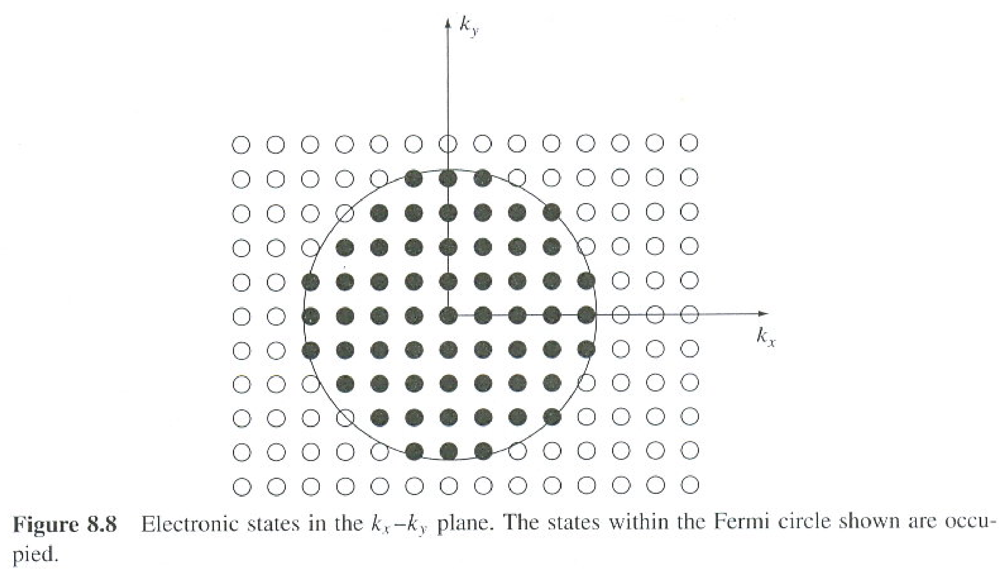 k_y
k_x
Figure 8.8 Electronic states in the k_x–k_y plane. The states within the Fermi circle shown are occu-
pied.